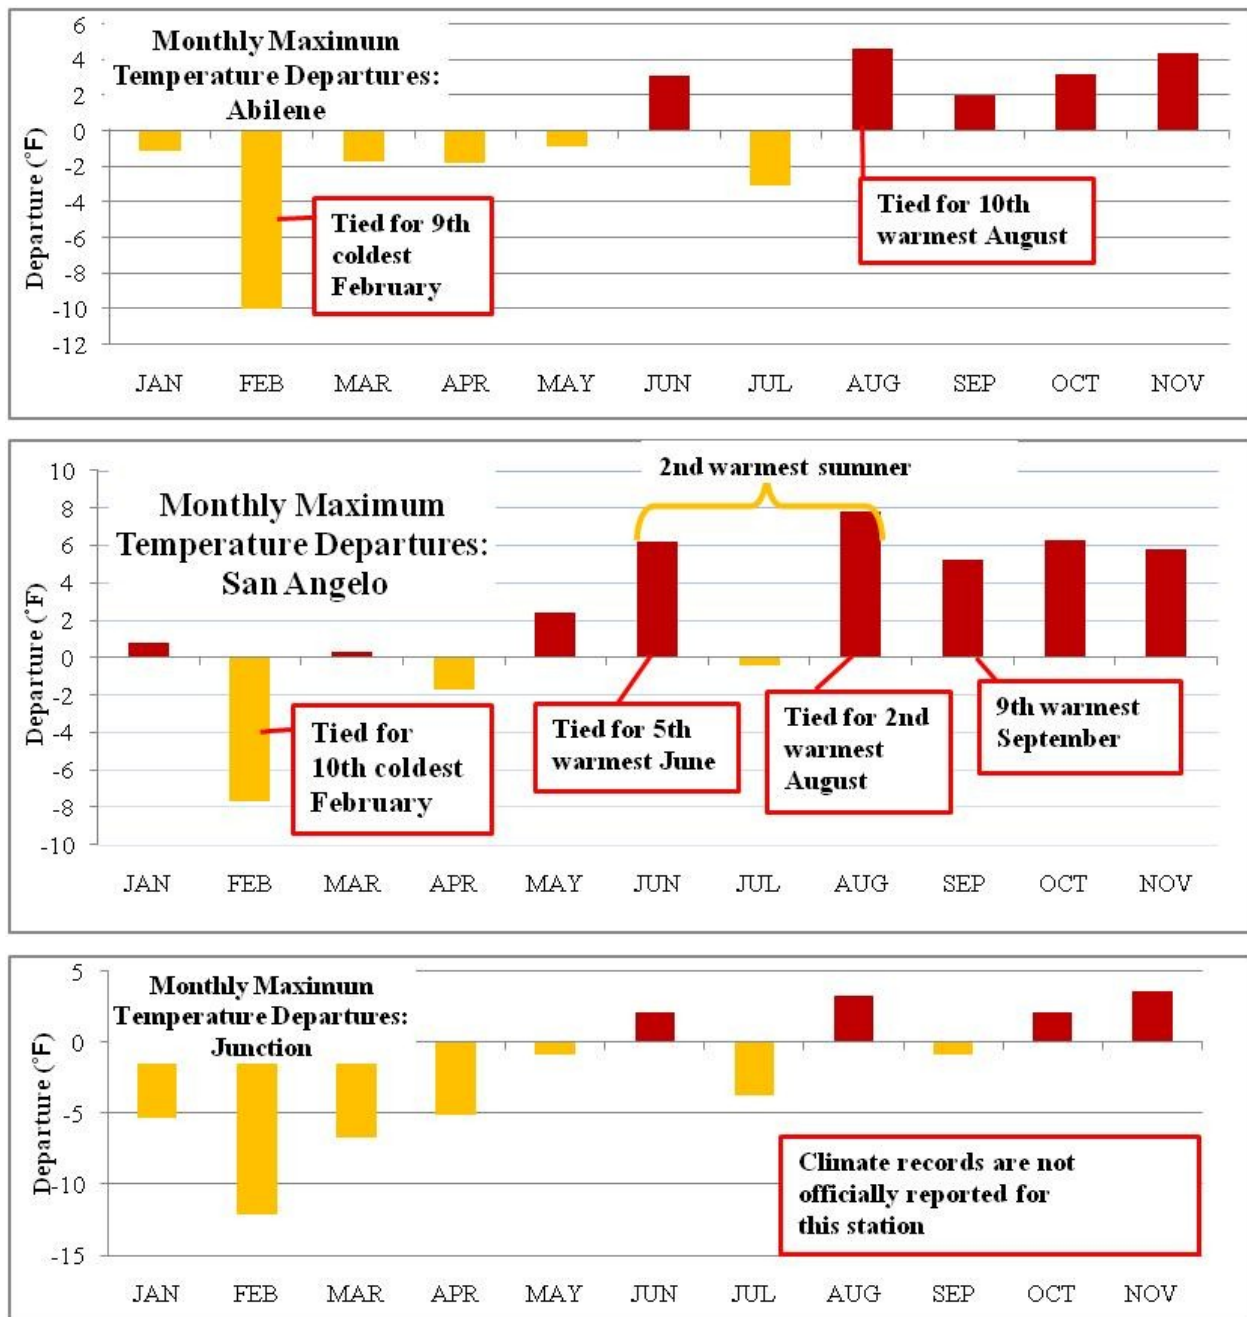 Monthly Maximum
Temperature Departures:
Abilene
Departure (°F)
6
4
2
0
-2
-4
-6
-8
-10
-12
Tied for 9th
coldest
February
Tied for 10th
warmest August
JAN FEB MAR APR MAY JUN JUL AUG SEP OCT NOV
2nd warmest summer
Monthly Maximum
Temperature Departures:
San Angelo
Departure (°F)
10
8
6
4
2
0
-2
-4
-6
-8
-10
Tied for
10th coldest
February
Tied for 5th
warmest June
Tied for 2nd
warmest
August
9th warmest
September
JAN FEB MAR APR MAY JUN JUL AUG SEP OCT NOV
Monthly Maximum
Temperature Departures:
Junction
Departure (°F)
5
0
-5
-10
-15
Climate records are not
officially reported for
this station
JAN FEB MAR APR MAY JUN JUL AUG SEP OCT NOV